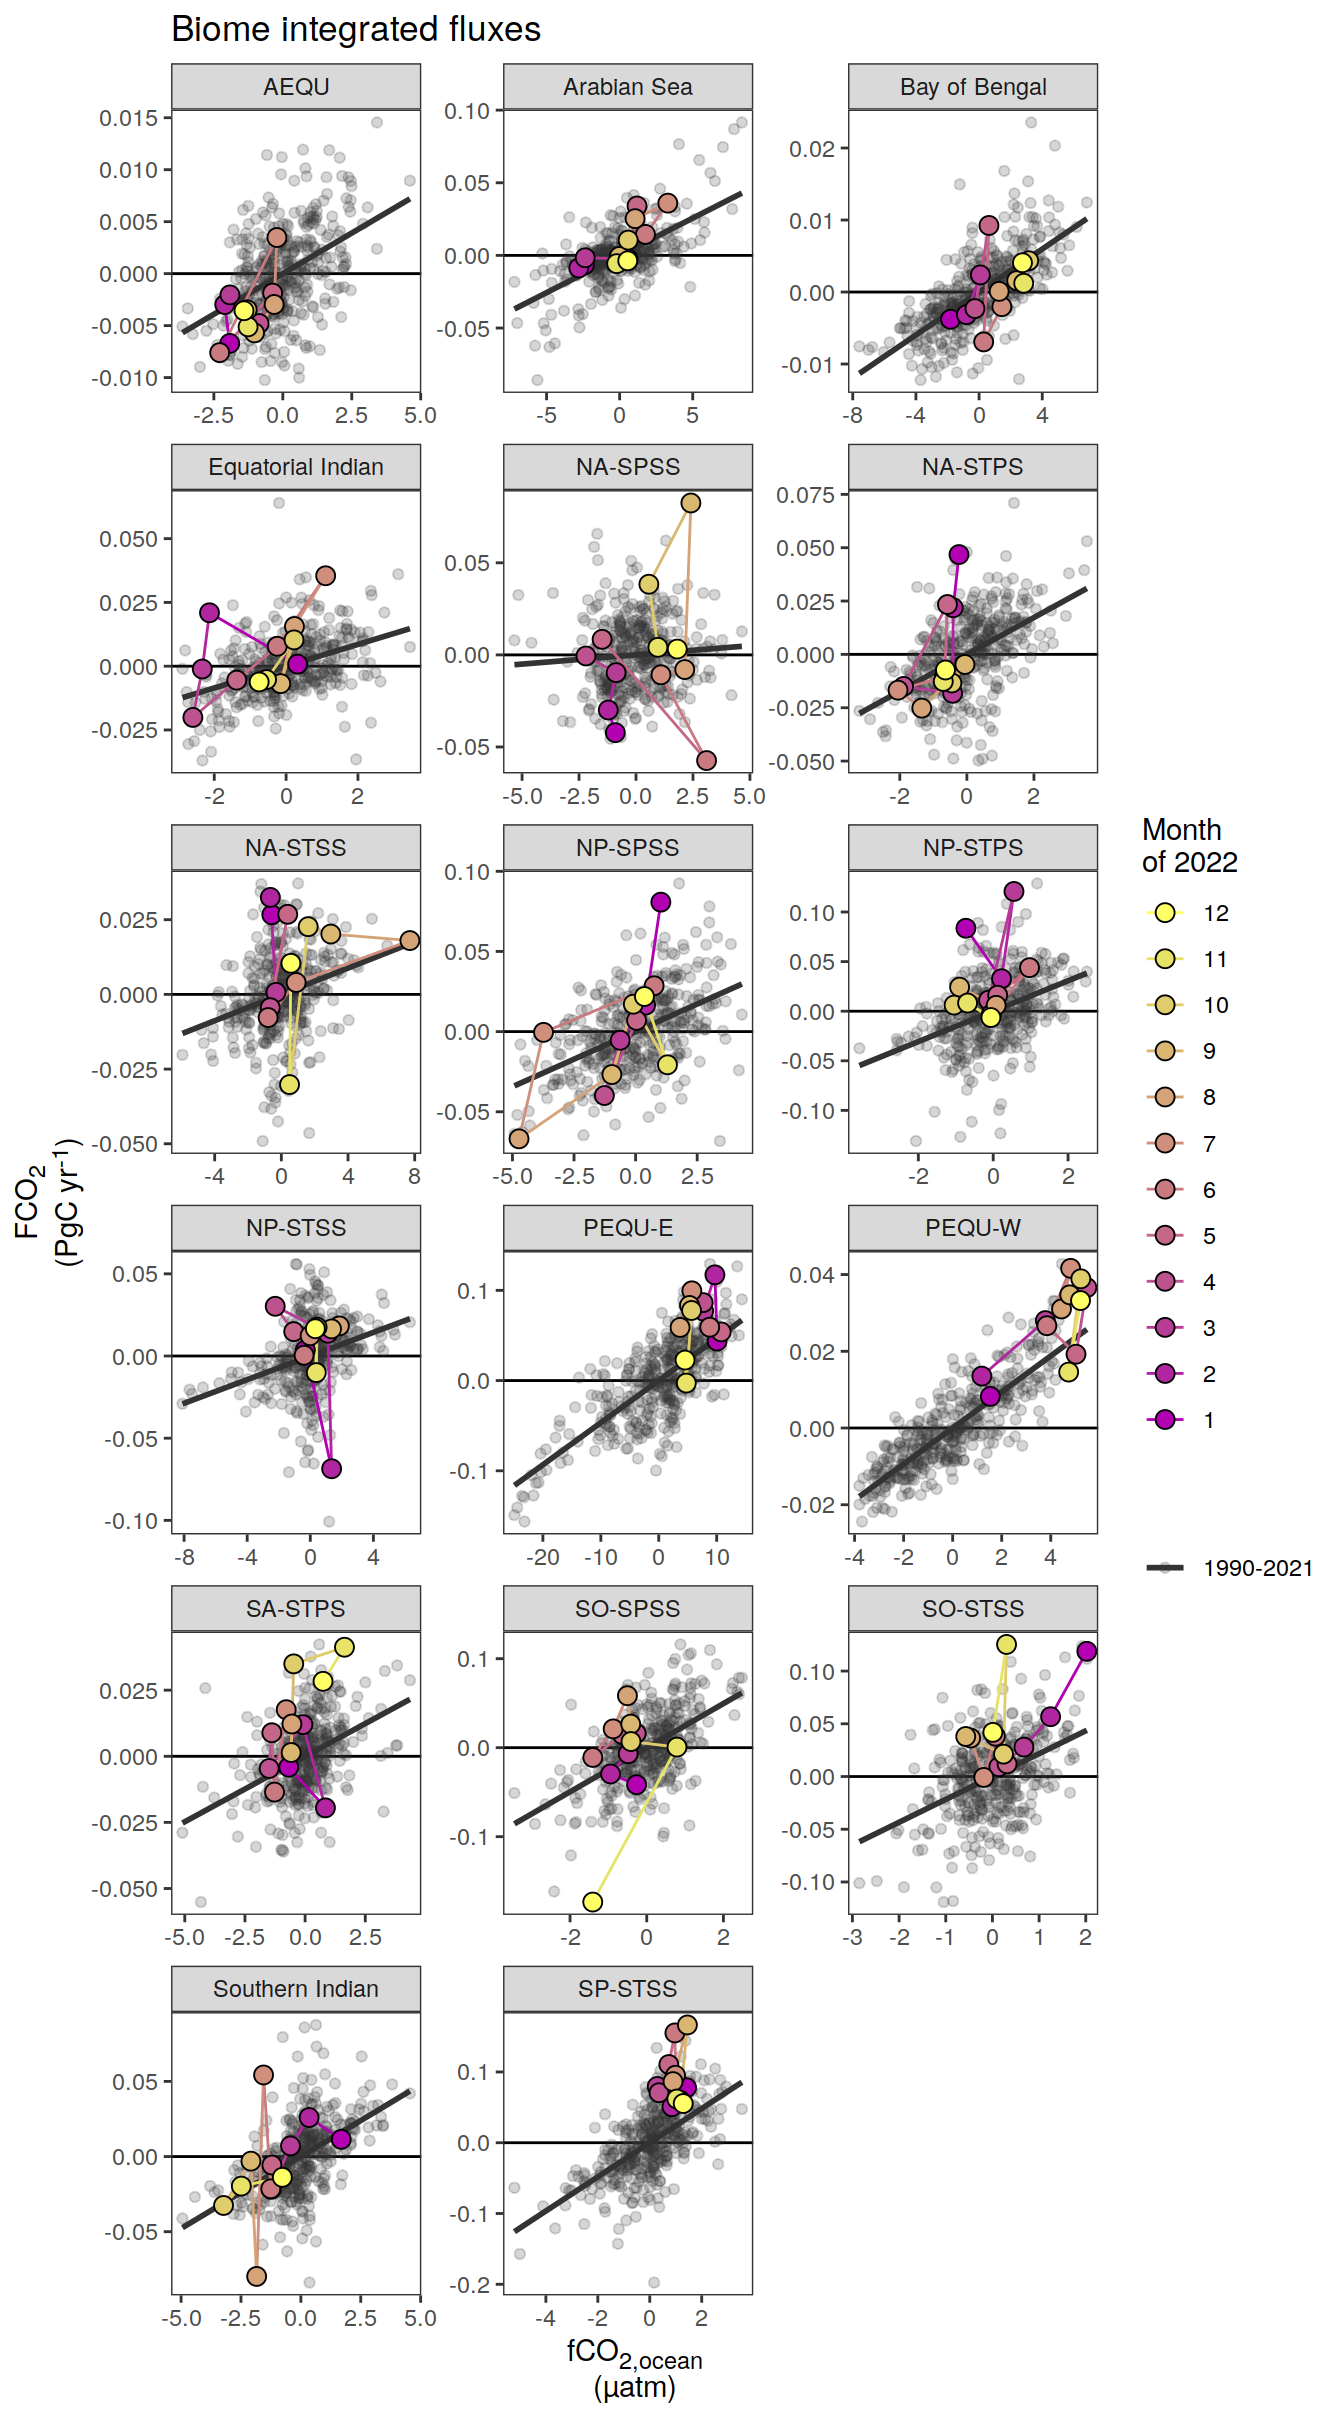 Biome integrated fluxes
AEQU
Arabian Sea
Bay of Bengal
0.015
0.010
0.005
0.000
-0.005
-0.010
-2.5 0.0 2.5 5.0
0.10
0.05
0.00
-0.05
-5 0 5
0.02
0.01
0.00
-0.01
-8 -4 0 4
Equatorial Indian
NA-SPSS
NA-STPS
0.050
0.025
0.000
-0.025
-2 0 2
0.05
0.00
-0.05
-5.0 -2.5 0.0 2.5 5.0
0.075
0.050
0.025
0.000
-0.025
-0.050
-2 0 2
NA-STSS
NP-SPSS
NP-STPS
0.025
0.000
-0.025
-0.050
-4 0 4 8
0.10
0.05
0.00
-0.05
-5.0 -2.5 0.0 2.5
0.10
0.05
0.00
-0.05
-0.10
-2 0 2
NP-STSS
PEQU-E
PEQU-W
0.05
0.00
-0.05
-0.10
-8 -4 0 4
0.1
0.0
-0.1
-20 -10 0 10
0.04
0.02
0.00
-0.02
-4 -2 0 2 4
SA-STPS
SO-SPSS
SO-STSS
0.025
0.000
-0.025
-0.050
-5.0 -2.5 0.0 2.5
0.1
0.0
-0.1
-2 0 2
0.10
0.05
0.00
-0.05
-0.10
-3 -2 -1 0 1 2
Southern Indian
SP-STSS
0.05
0.00
-0.05
-5.0 -2.5 0.0 2.5 5.0
0.1
0.0
-0.1
-0.2
-4 -2 0 2
FCO₂
(PgC yr⁻¹)
fCO₂,ocean
(µatm)
Month
of 2022
12
11
10
9
8
7
6
5
4
3
2
1
1990-2021